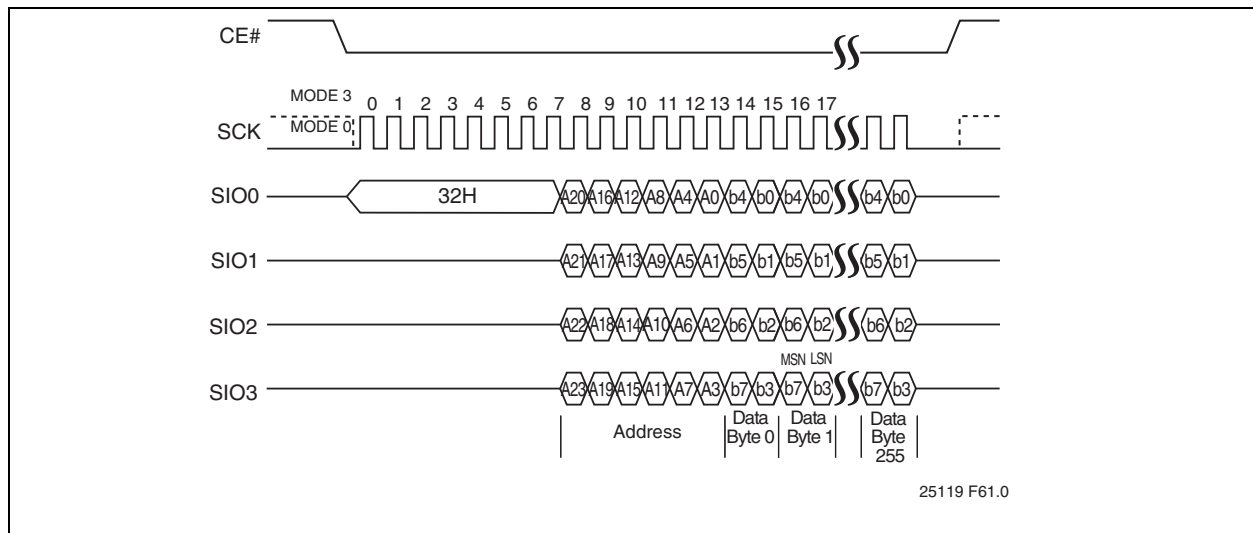 CE#
MODE 3 0 1 2 3 4 5 6 7 8 9 10 11 12 13 14 15 16 17
SCK MODE 0
SIO0 32H A20 A16 A12 A8 A4 A0 b4 b0 b4 b0 b4 b0
SIO1 A21 A17 A13 A9 A5 A1 b5 b1 b5 b1 b5 b1
SIO2 A22 A18 A14 A10 A6 A2 b6 b2 b6 b2 b6 b2
MSN LSN
SIO3 A23 A19 A15 A11 A7 A3 b7 b3 b7 b3 b7 b3
Address Data Byte 0 Data Byte 1 Data Byte 255
25119 F61.0